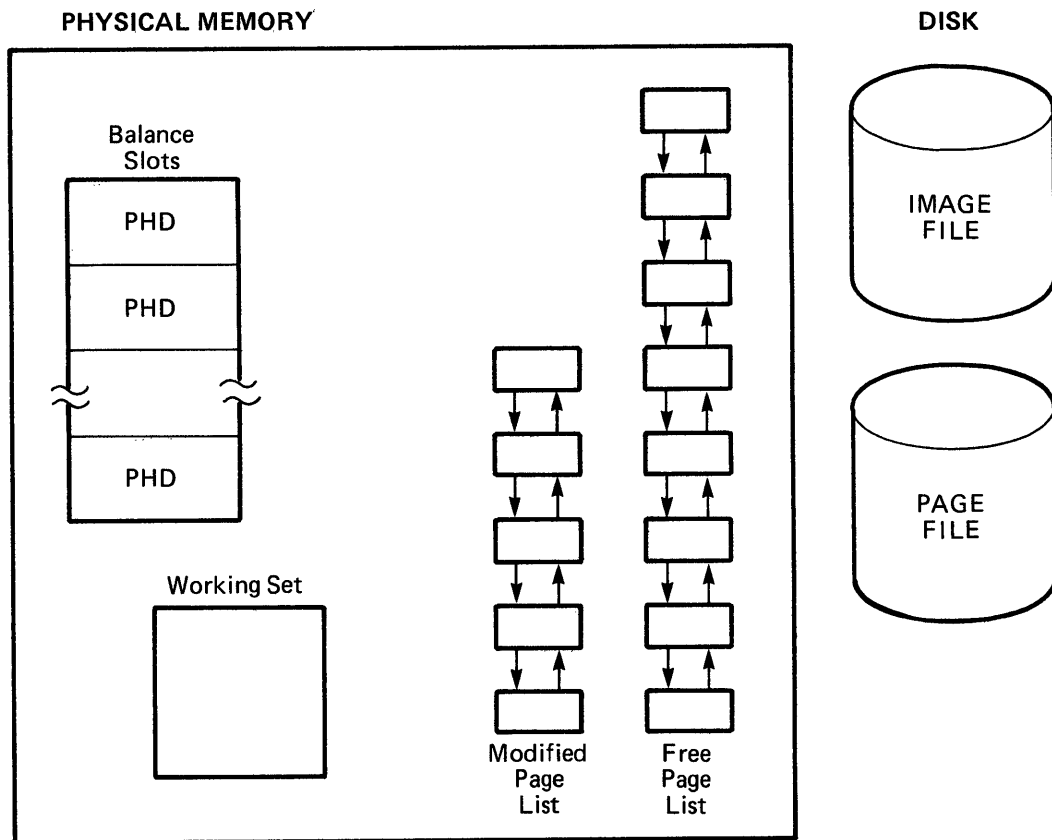 PHYSICAL MEMORY
DISK
Balance
Slots
PHD
PHD
PHD
Working Set
Modified
Page
List
Free
Page
List
IMAGE
FILE
PAGE
FILE